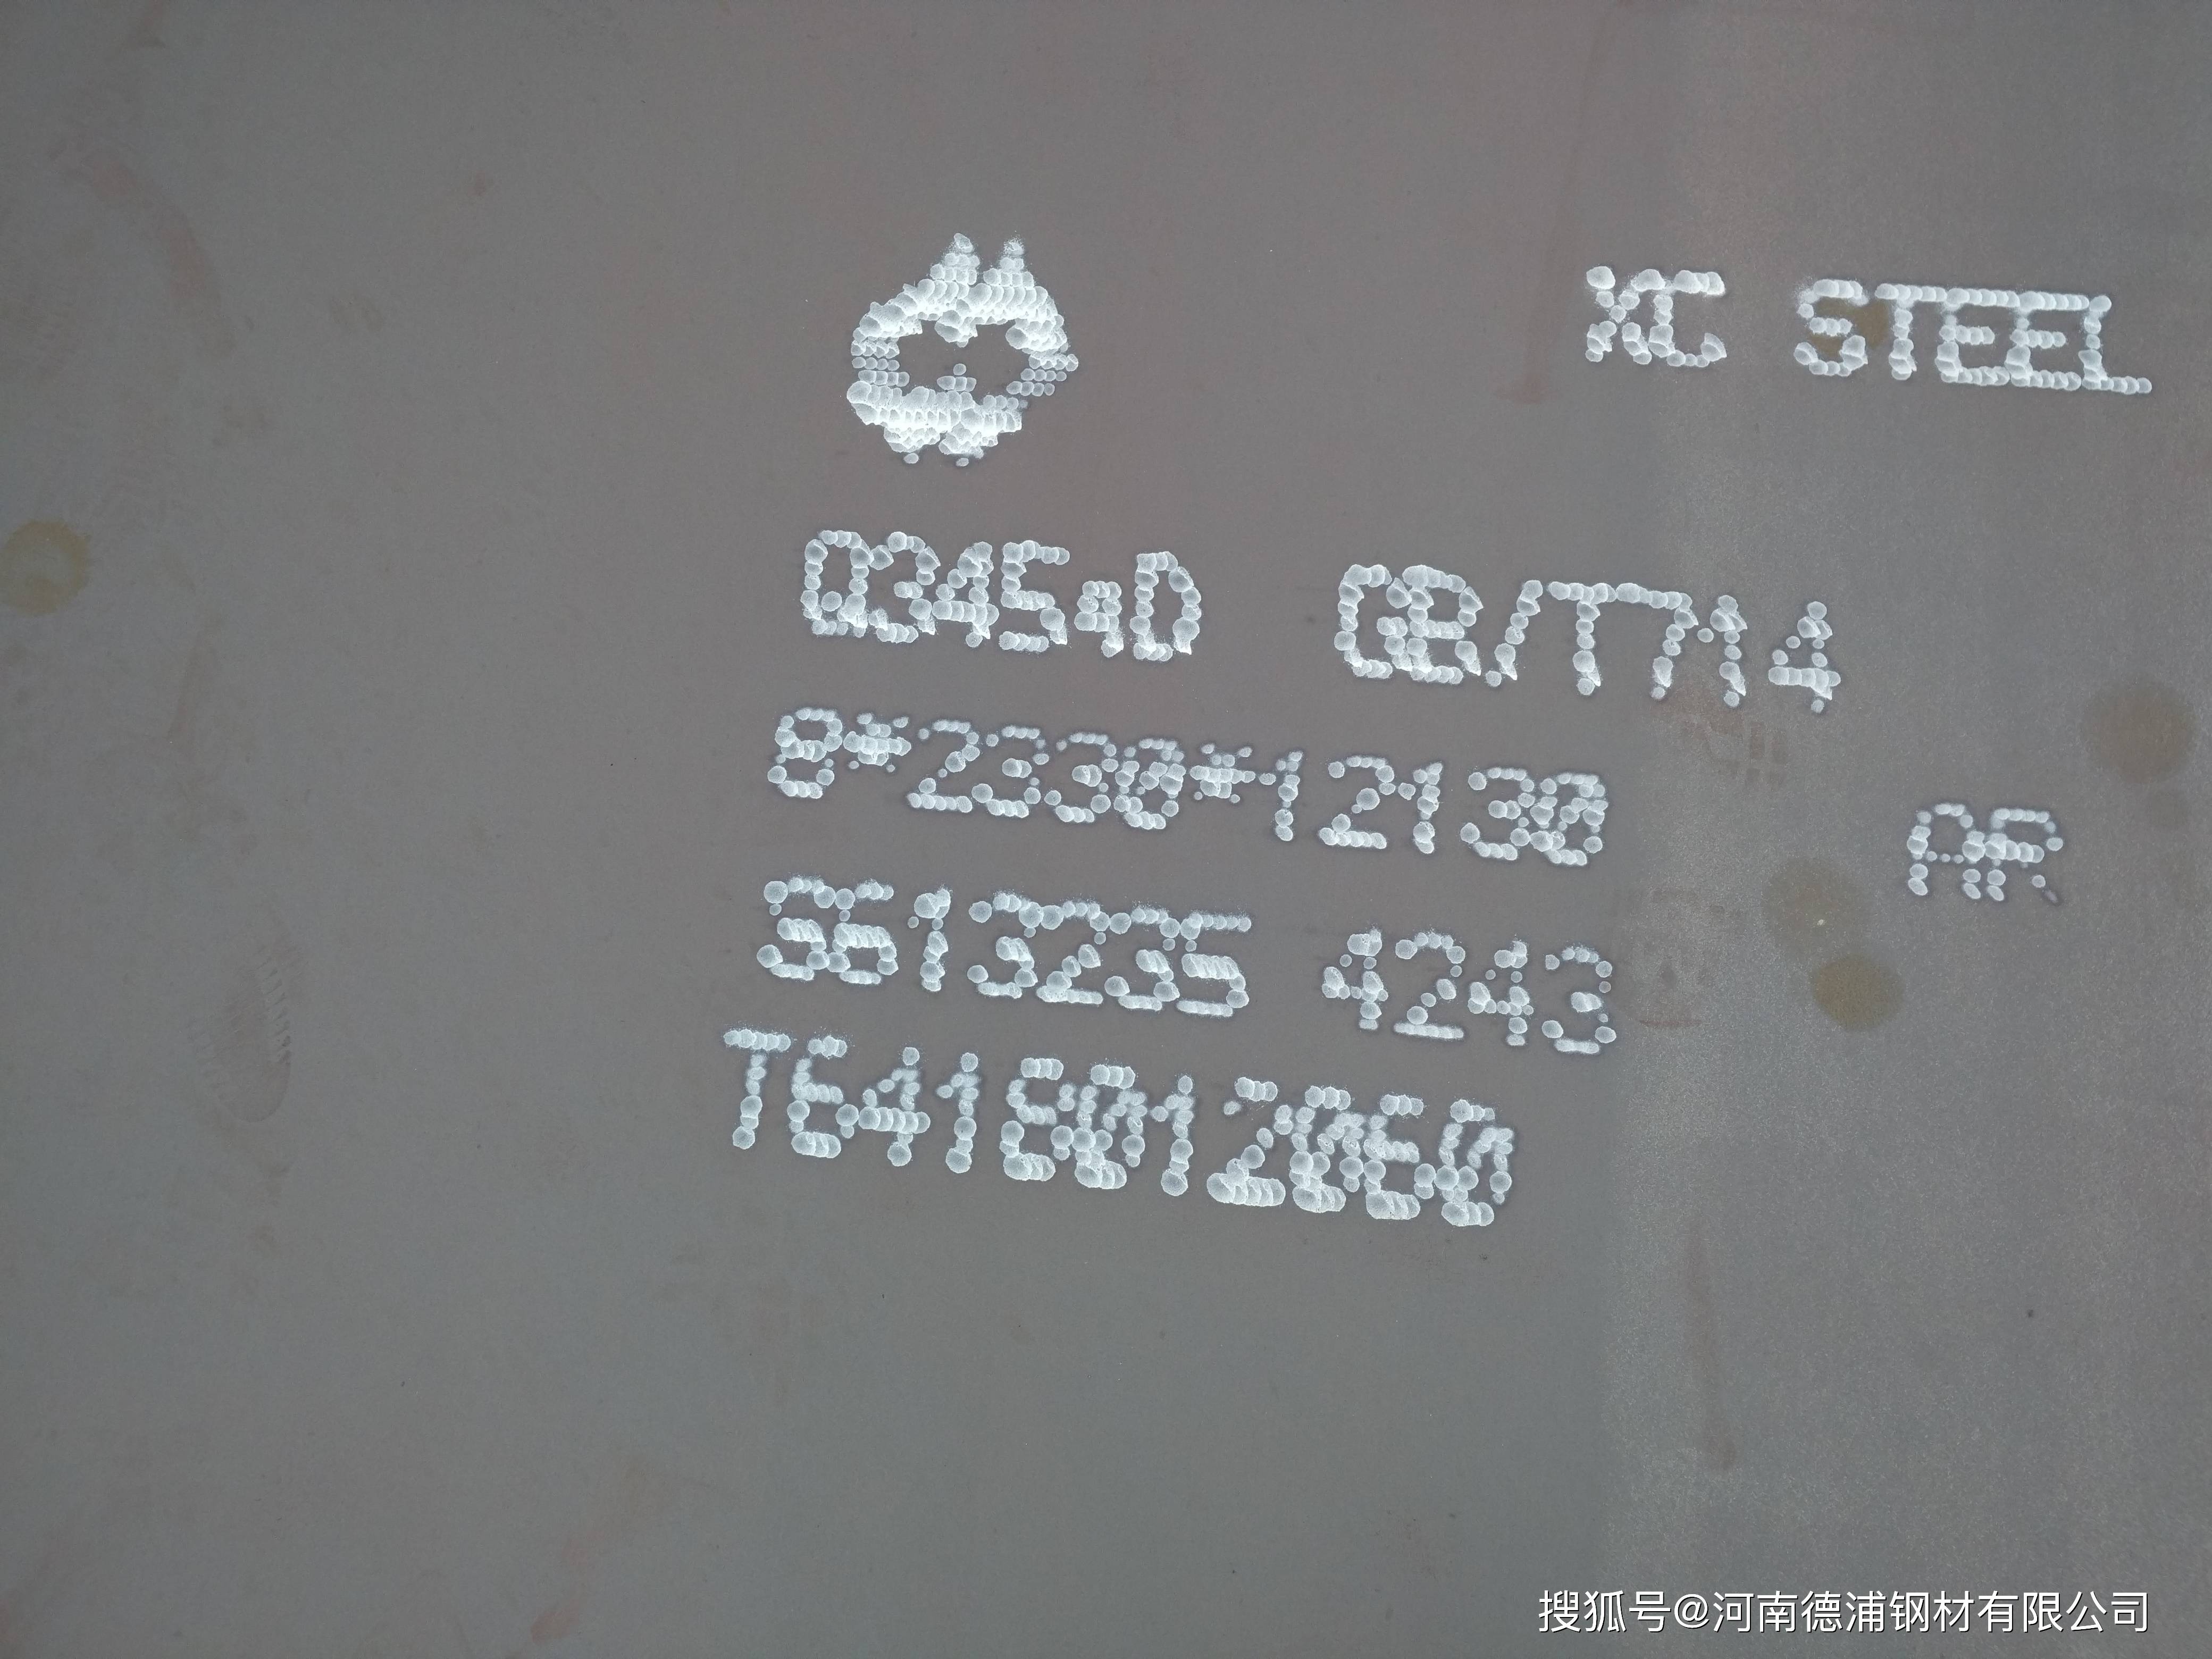 XC STEEL
Q345qD GB/T714
8*2330*12130
AR
S613235 4243
T6418012060
搜狐号@河南德浦钢材有限公司